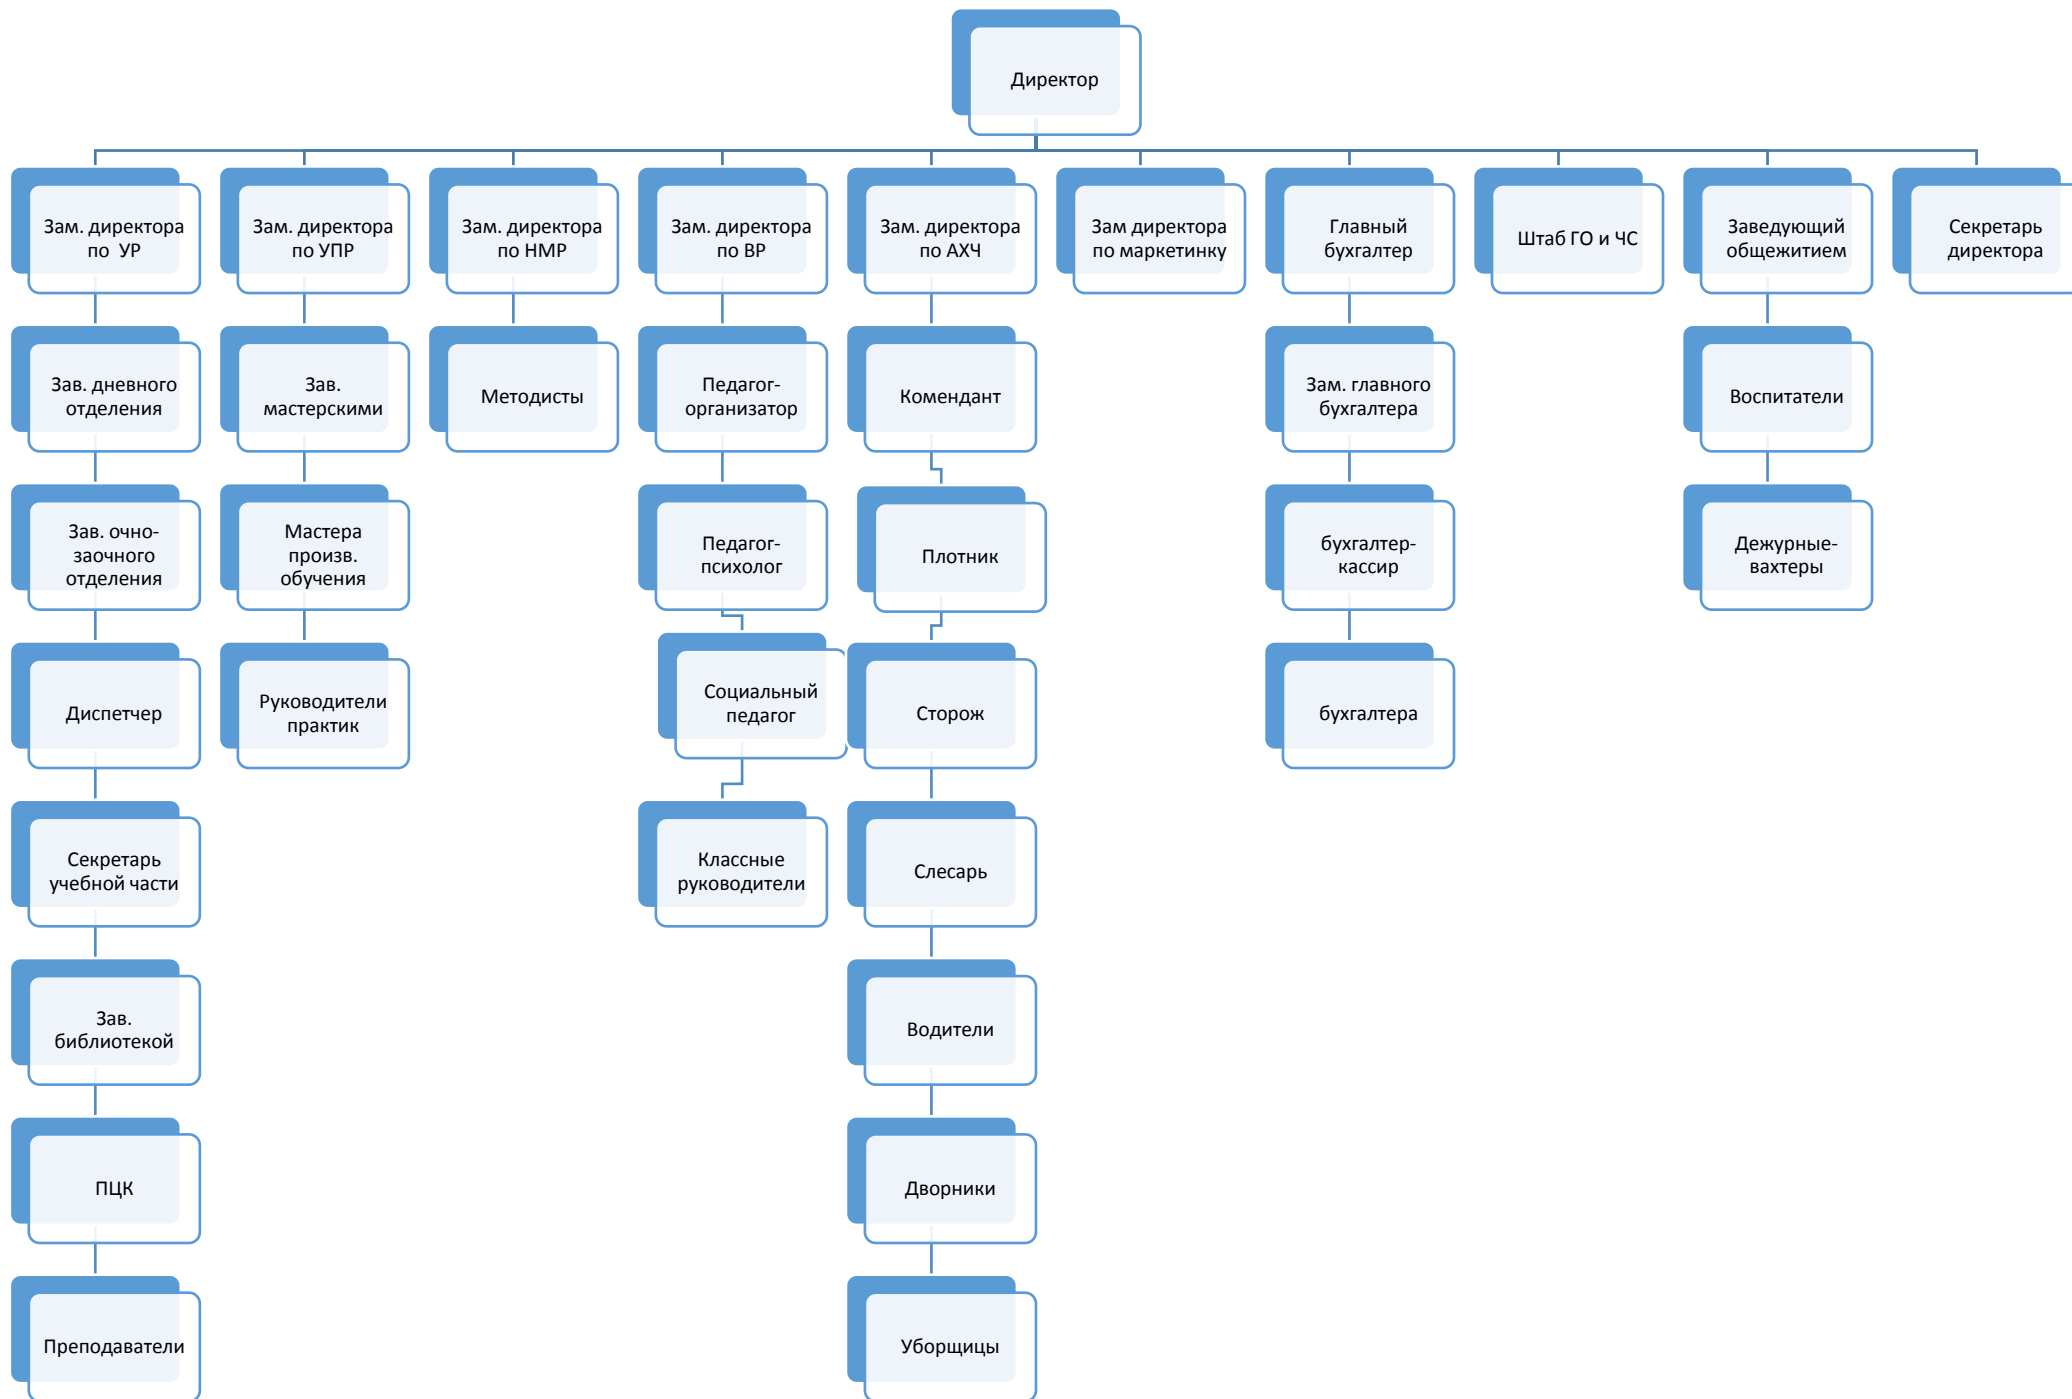 Директор
Зам. директора
по  УР
Зам. директора
по УПР
Зам. директора
по НМР
Зам. директора
по ВР
Зам. директора
по АХЧ
Зам директора
по маркетинку
Главный
бухгалтер
Штаб ГО и ЧС
Заведующий
общежитием
Секретарь
директора
Зав. дневного
отделения
Зав.
мастерскими
Методисты
Педагог-
организатор
Комендант
Зам. главного
бухгалтера
Воспитатели
Зав. очно-
заочного
отделения
Мастера
произв.
обучения
Педагог-
психолог
Плотник
бухгалтер-
кассир
Дежурные-
вахтеры
Диспетчер
Руководители
практик
Социальный
педагог
Сторож
бухгалтера
Секретарь
учебной части
Классные
руководители
Слесарь
Зав.
библиотекой
Водители
ПЦК
Дворники
Преподаватели
Уборщицы